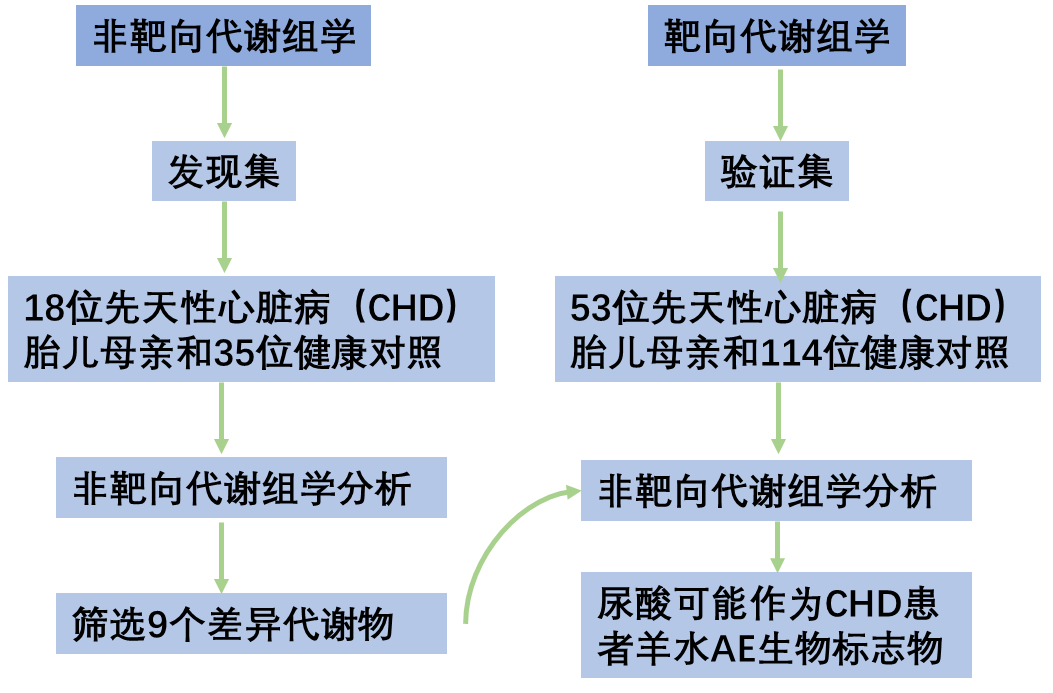 非靶向代谢组学
发现集
18位先天性心脏病（CHD）
胎儿母亲和35位健康对照
非靶向代谢组学分析
筛选9个差异代谢物
靶向代谢组学
验证集
53位先天性心脏病（CHD）
胎儿母亲和114位健康对照
非靶向代谢组学分析
尿酸可能作为CHD患
者羊水AE生物标志物